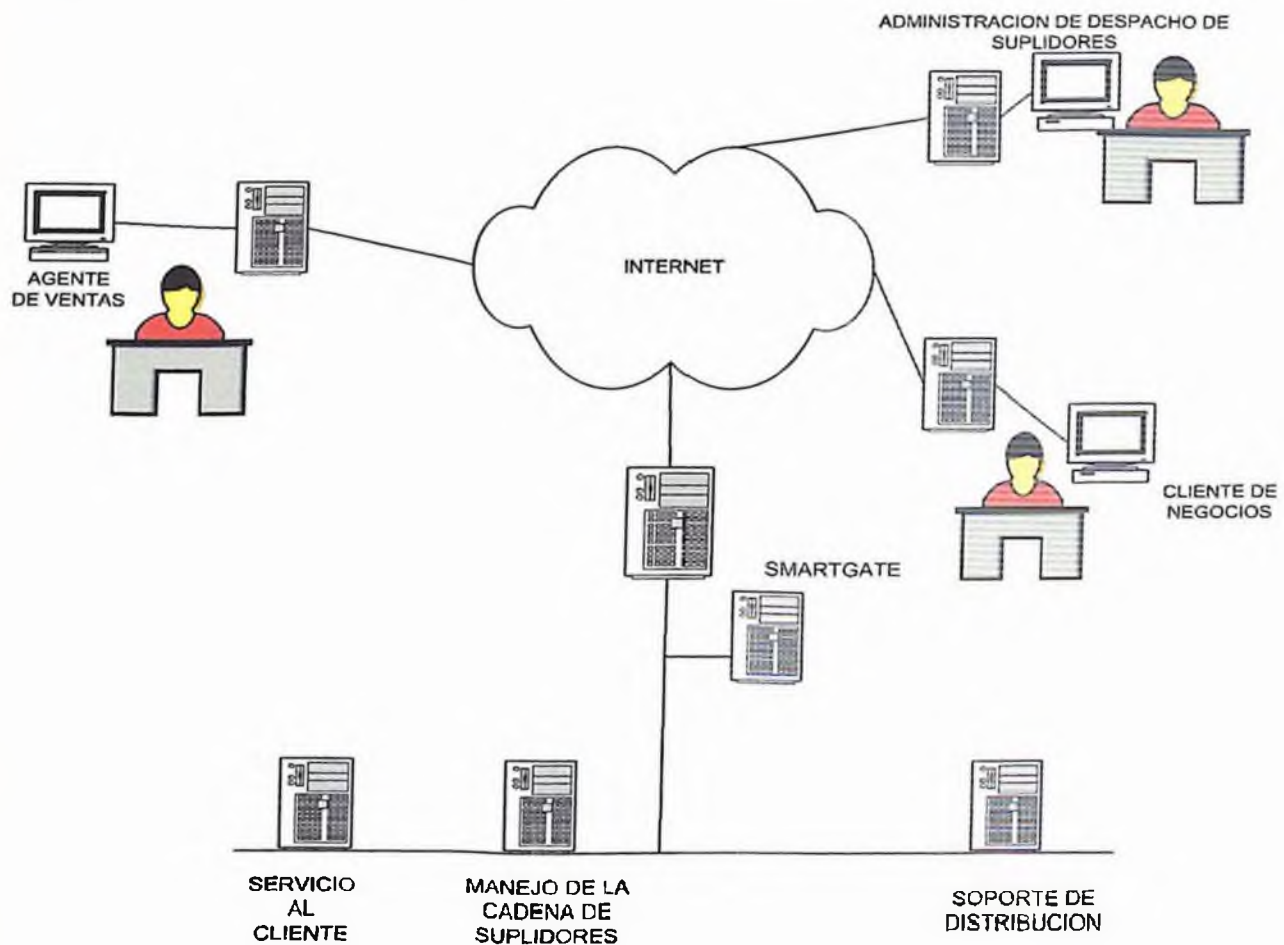 ADMINISTRACION DE DESPACHO DE
SUPLIDORES
AGENTE
DE VENTAS
INTERNET
CLIENTE DE
NEGOCIOS
SMARTGATE
SERVICIO
AL
CLIENTE
MANEJO DE LA
CADENA DE
SUPLIDORES
SOPORTE DE
DISTRIBUCION